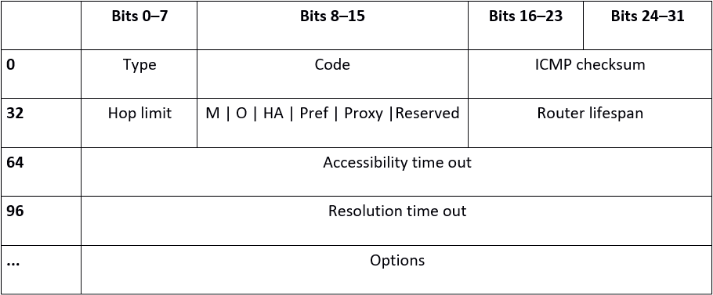 Bits 0–7 Bits 8–15 Bits 16–23 Bits 24–31
0 Type Code ICMP checksum
32 Hop limit M | O | HA | Pref | Proxy |Reserved Router lifespan
64 Accessibility time out
96 Resolution time out
... Options